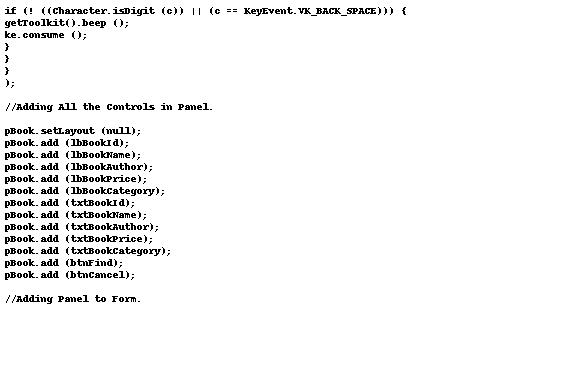 if (! ((Character.isDigit (c)) || (c == KeyEvent.VK_BACK_SPACE))) {
getToolkit().beep ();
ke.consume ();
}
}
}
);
//Adding All the Controls in Panel.
pBook.setLayout (null);
pBook.add (lbBookId);
pBook.add (lbBookName);
pBook.add (lbBookAuthor);
pBook.add (lbBookPrice);
pBook.add (lbBookCategory);
pBook.add (txtBookId);
pBook.add (txtBookName);
pBook.add (txtBookAuthor);
pBook.add (txtBookPrice);
pBook.add (txtBookCategory);
pBook.add (btnFind);
pBook.add (btnCancel);
//Adding Panel to Form.